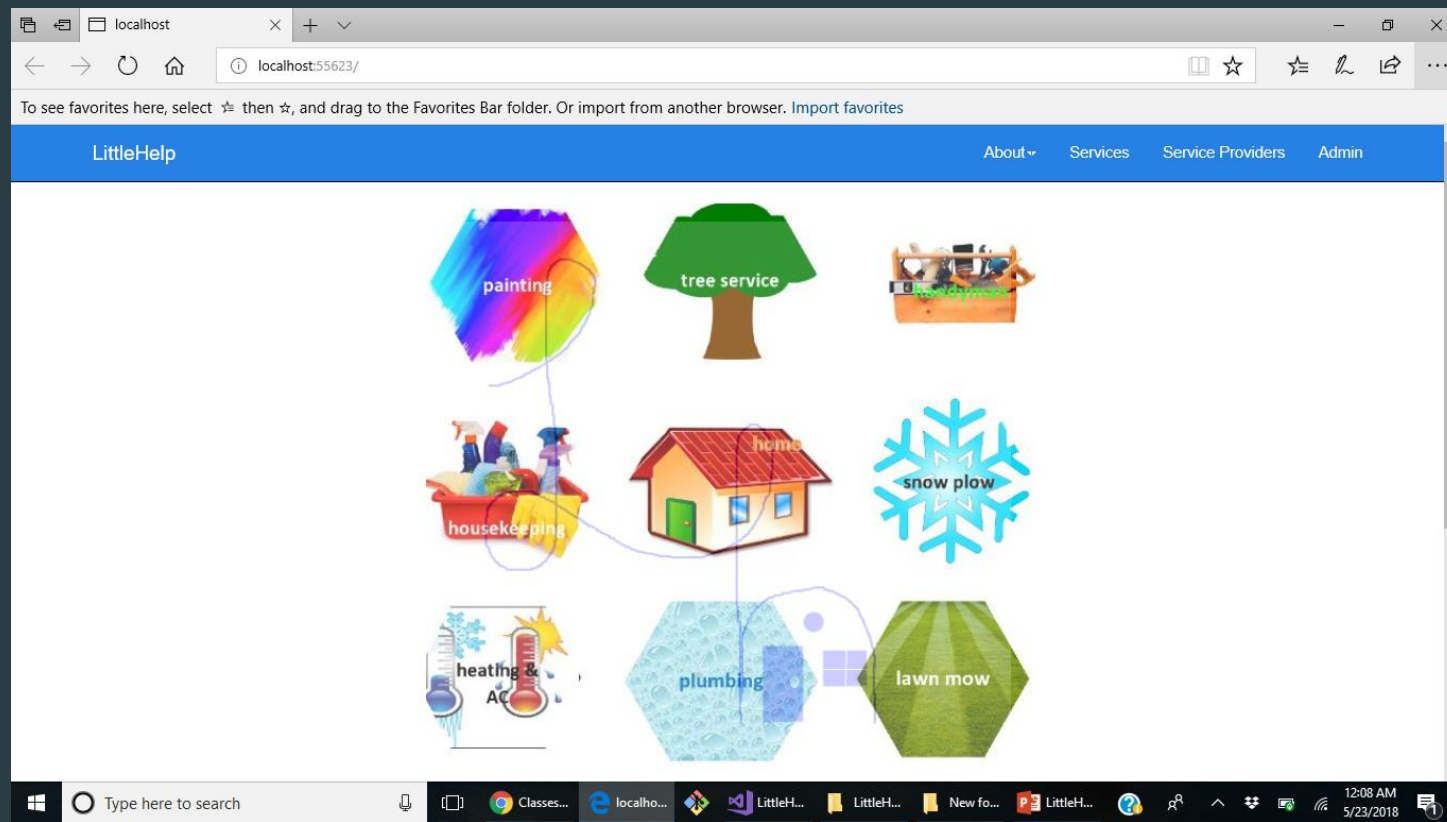 localhost
localhost:55623/
To see favorites here, select then, and drag to the Favorites Bar folder. Or import from another browser. Import favorites
LittleHelp About Services Service Providers Admin
painting tree service handyman
housekeeping home snow plow
heating &
AC
plumbing lawn mow
Type here to search Classes... localho... LittleH... LittleH... New fo... LittleH... 12:08 AM
5/23/2018